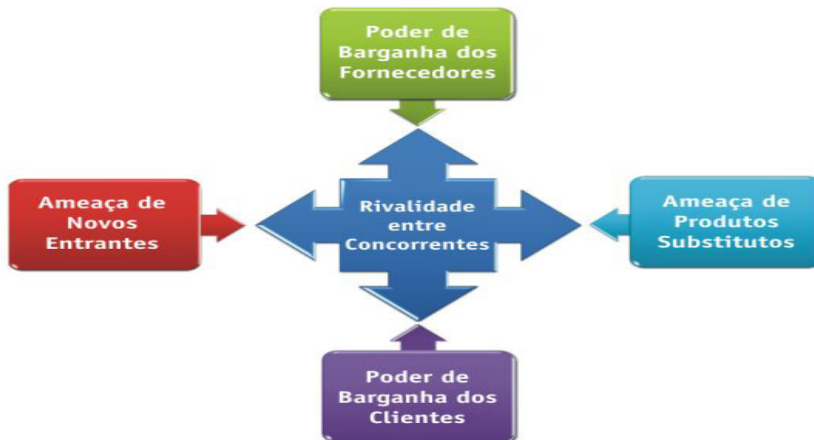 Poder de
Barganha dos
Fornecedores
Ameaça de
Novos
Entrantes
Rivalidade
entre
Concorrentes
Ameaça de
Produtos
Substitutos
Poder de
Barganha dos
Clientes